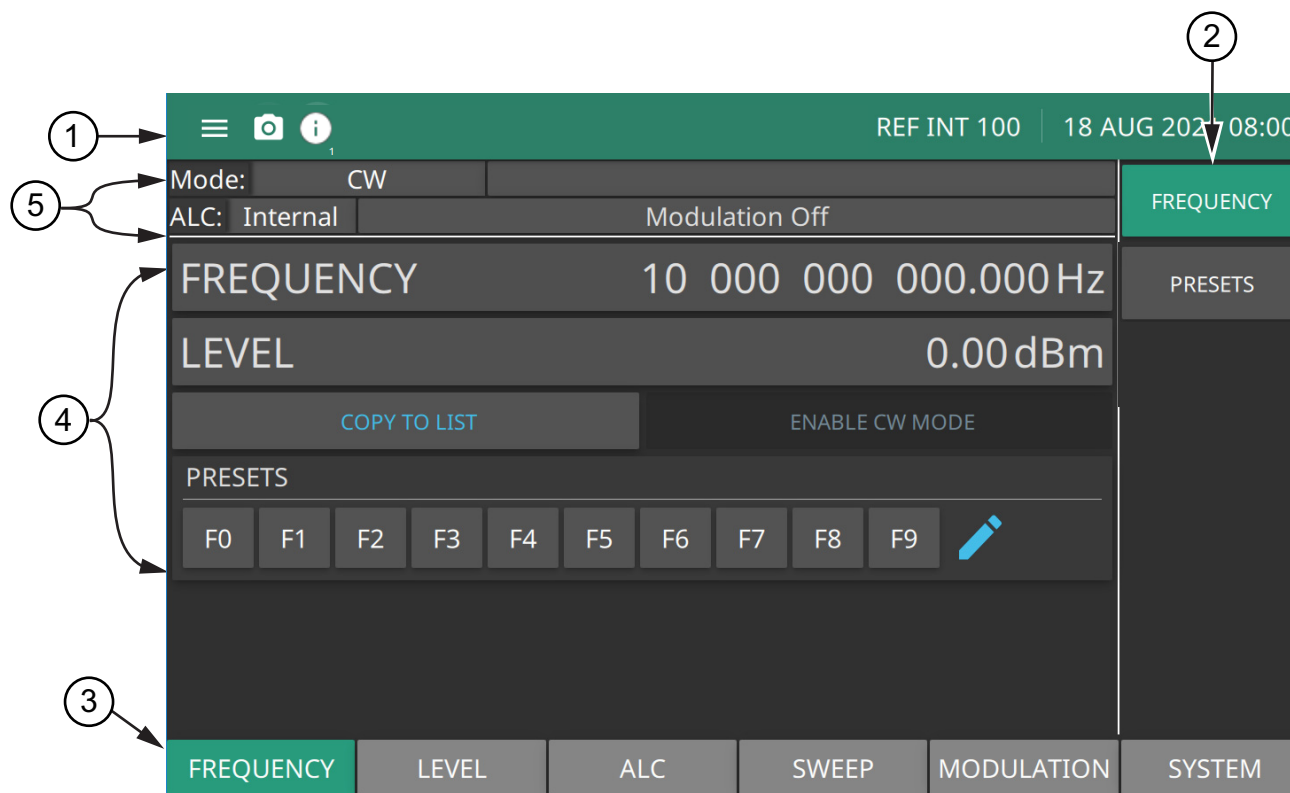 2
1
REF INT 100
18 AUG 202 08:00
1
5
Mode: CW
FREQUENCY
ALC: Internal Modulation Off
FREQUENCY 10 000 000 000.000 Hz
PRESETS
LEVEL 0.00 dBm
4
COPY TO LIST ENABLE CW MODE
PRESETS
F0 F1 F2 F3 F4 F5 F6 F7 F8 F9
3
FREQUENCY LEVEL ALC SWEEP MODULATION SYSTEM